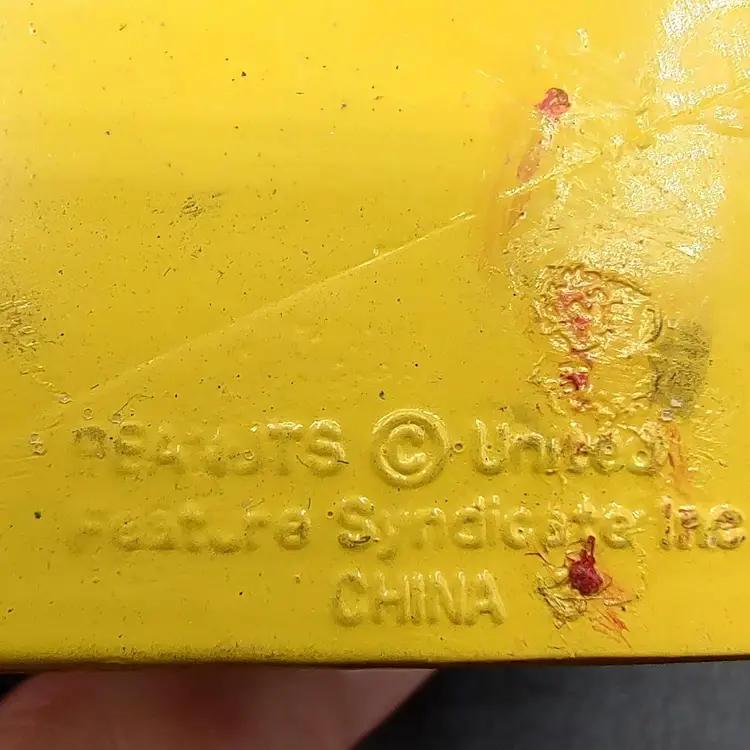 PEANUTS © United
Feature Syndicate Inc
CHINA